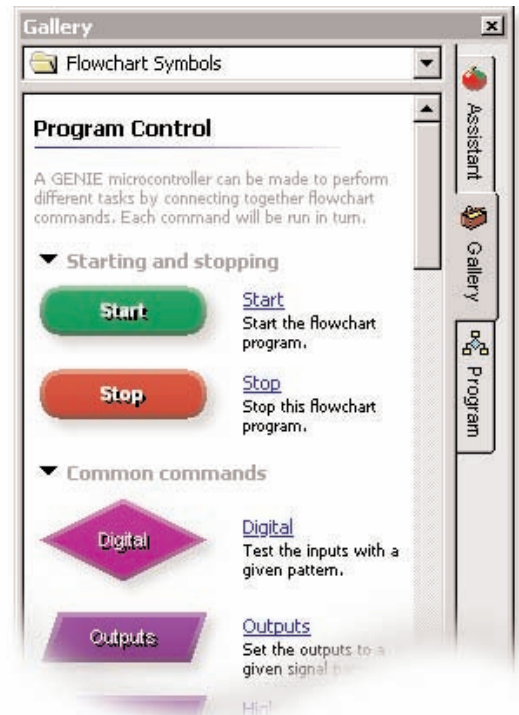 Gallery
Flowchart Symbols
Program Control
A GENIE microcontroller can be made to perform
different tasks by connecting together flowchart
commands. Each command will be run in turn.
Starting and stopping
Start
Start
Start the flowchart
program.
Stop
Stop
Stop this flowchart
program.
Common commands
Digital
Digital
Test the inputs with a
given pattern.
Outputs
Outputs
Set the outputs to a
given signal
Assistant
Gallery
Program